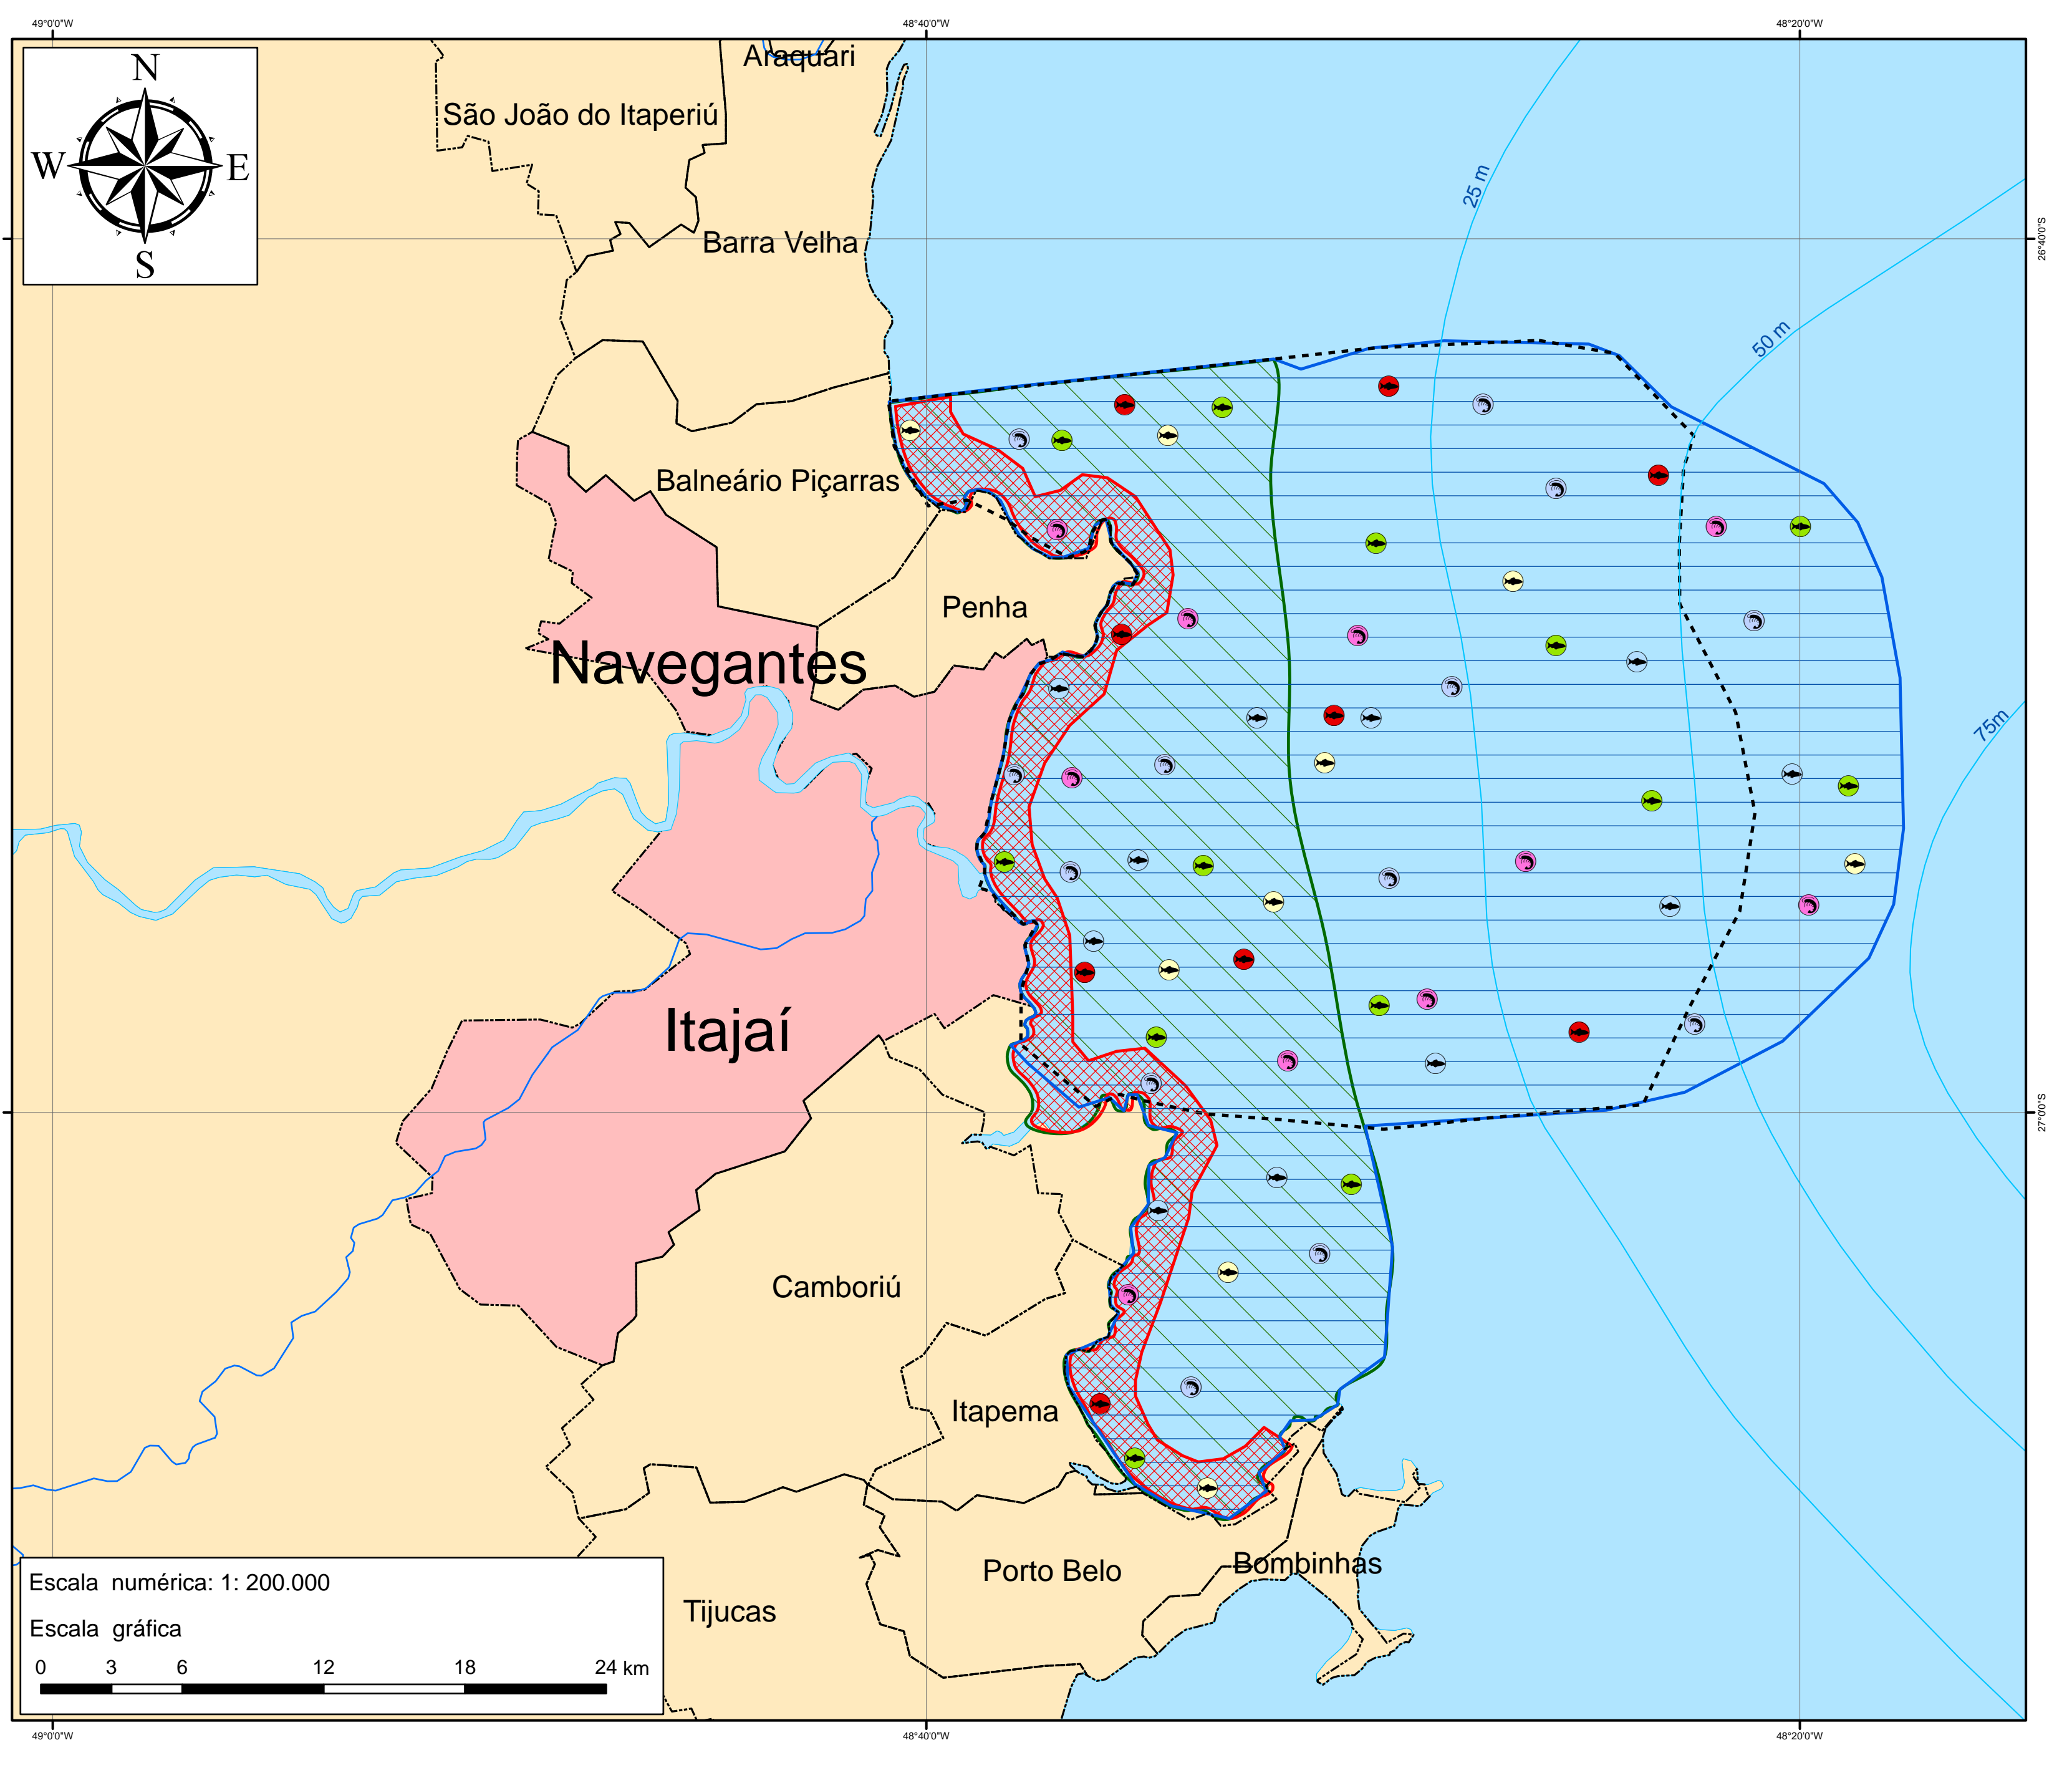 49°0'0"W
48°40'0"W
48°20'0"W
N
W
E
S
Araquari
São João do Itaperiú
25 m
Barra Velha
26°40'0"S
50 m
Balneário Piçarras
Penha
Navegantes
75m
Itajaí
27°0'0"S
Camboriú
Itapema
Porto Belo
Bombinhas
Tijucas
Escala numérica: 1: 200.000
Escala gráfica
0 3 6 12 18 24 km
49°0'0"W
48°40'0"W
48°20'0"W